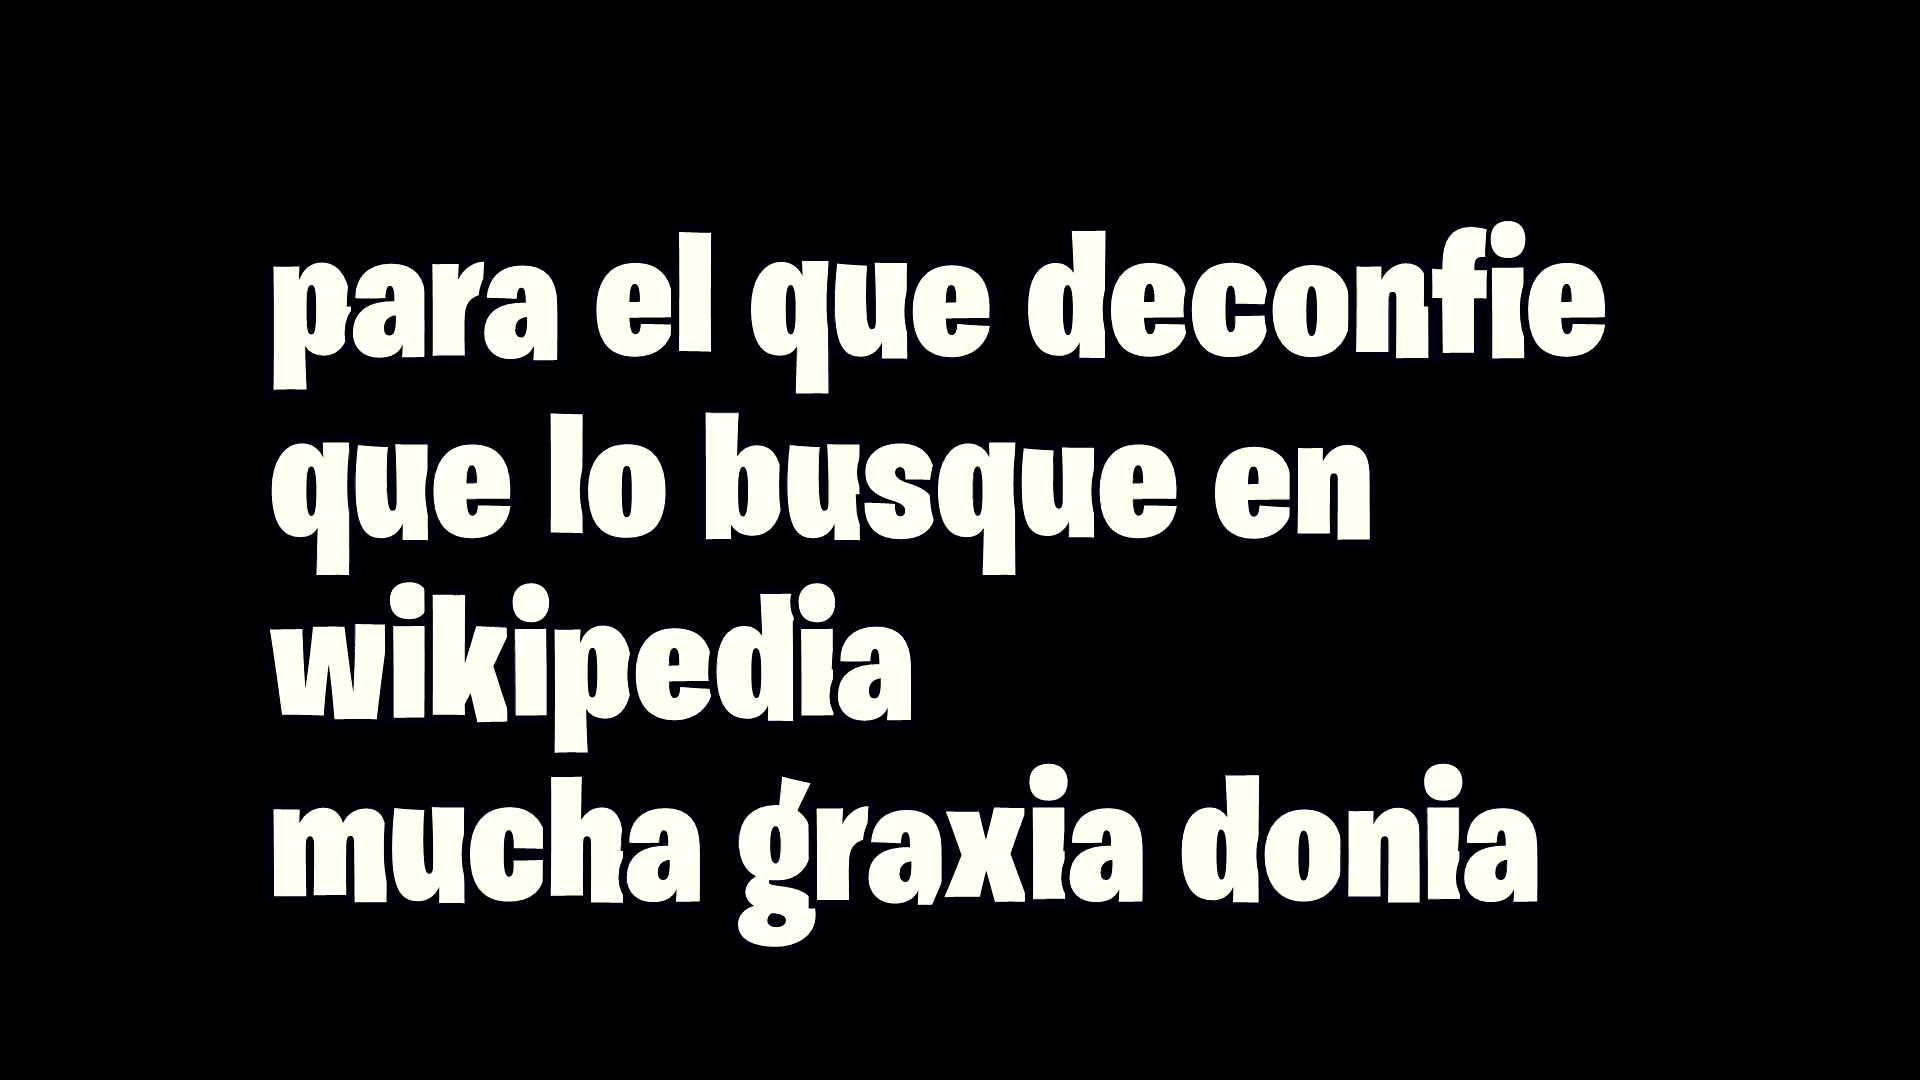 para el que deconfie
que lo busque en
wikipedia
mucha graxia donia